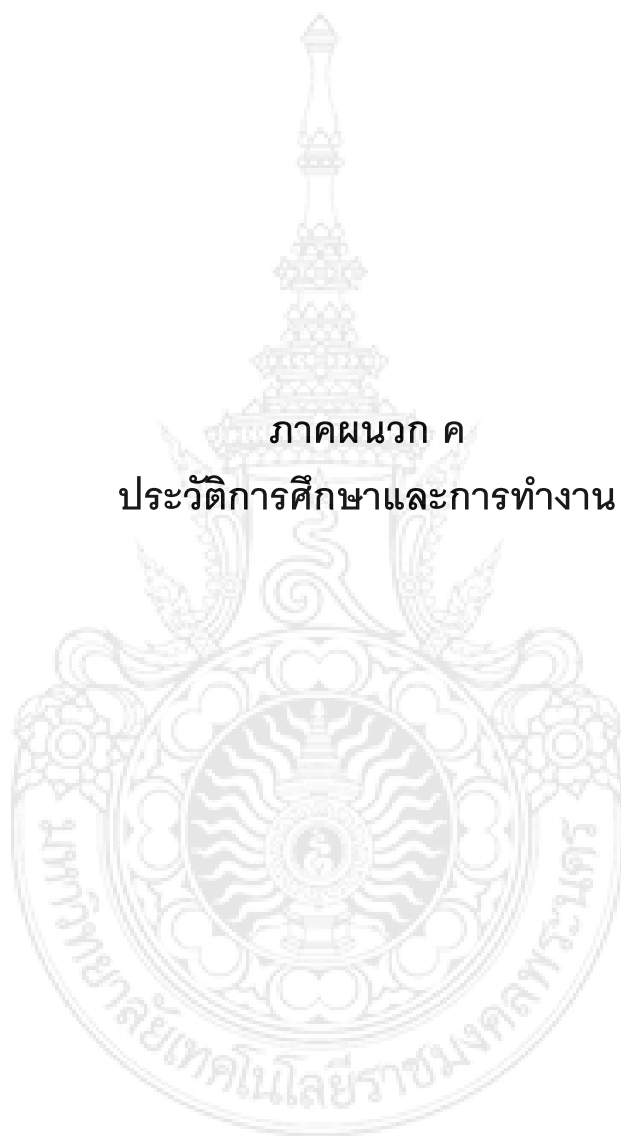 ภาคผนวก ค
ประวัติการศึกษาและการทำงาน
มหาวิทยาลัยเทคโนโลยีราชมงคลพระนคร